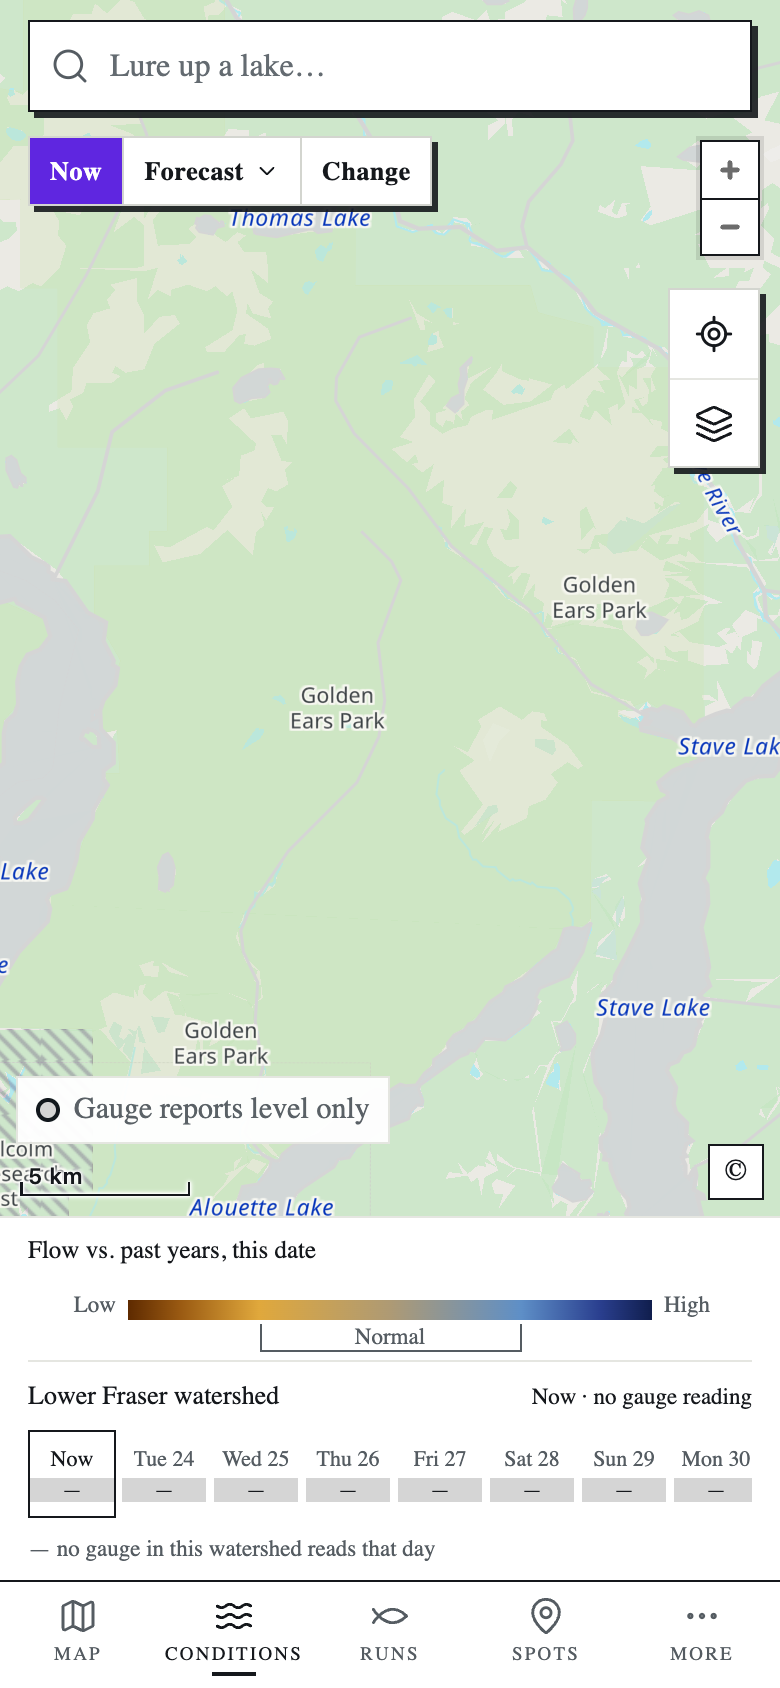 Lure up a lake…
Now
Forecast
Change
Thomas Lake
+
−
e River
Golden
Ears Park
Golden
Ears Park
Stave Lak
Lake
e
Stave Lake
Golden
Ears Park
Gauge reports level only
lcolm
search
st
5 km
©
Alouette Lake
Flow vs. past years, this date
Low
High
Normal
Lower Fraser watershed
Now · no gauge reading
Now Tue 24 Wed 25 Thu 26 Fri 27 Sat 28 Sun 29 Mon 30
— — — — — — — —
— no gauge in this watershed reads that day
MAP CONDITIONS RUNS SPOTS MORE